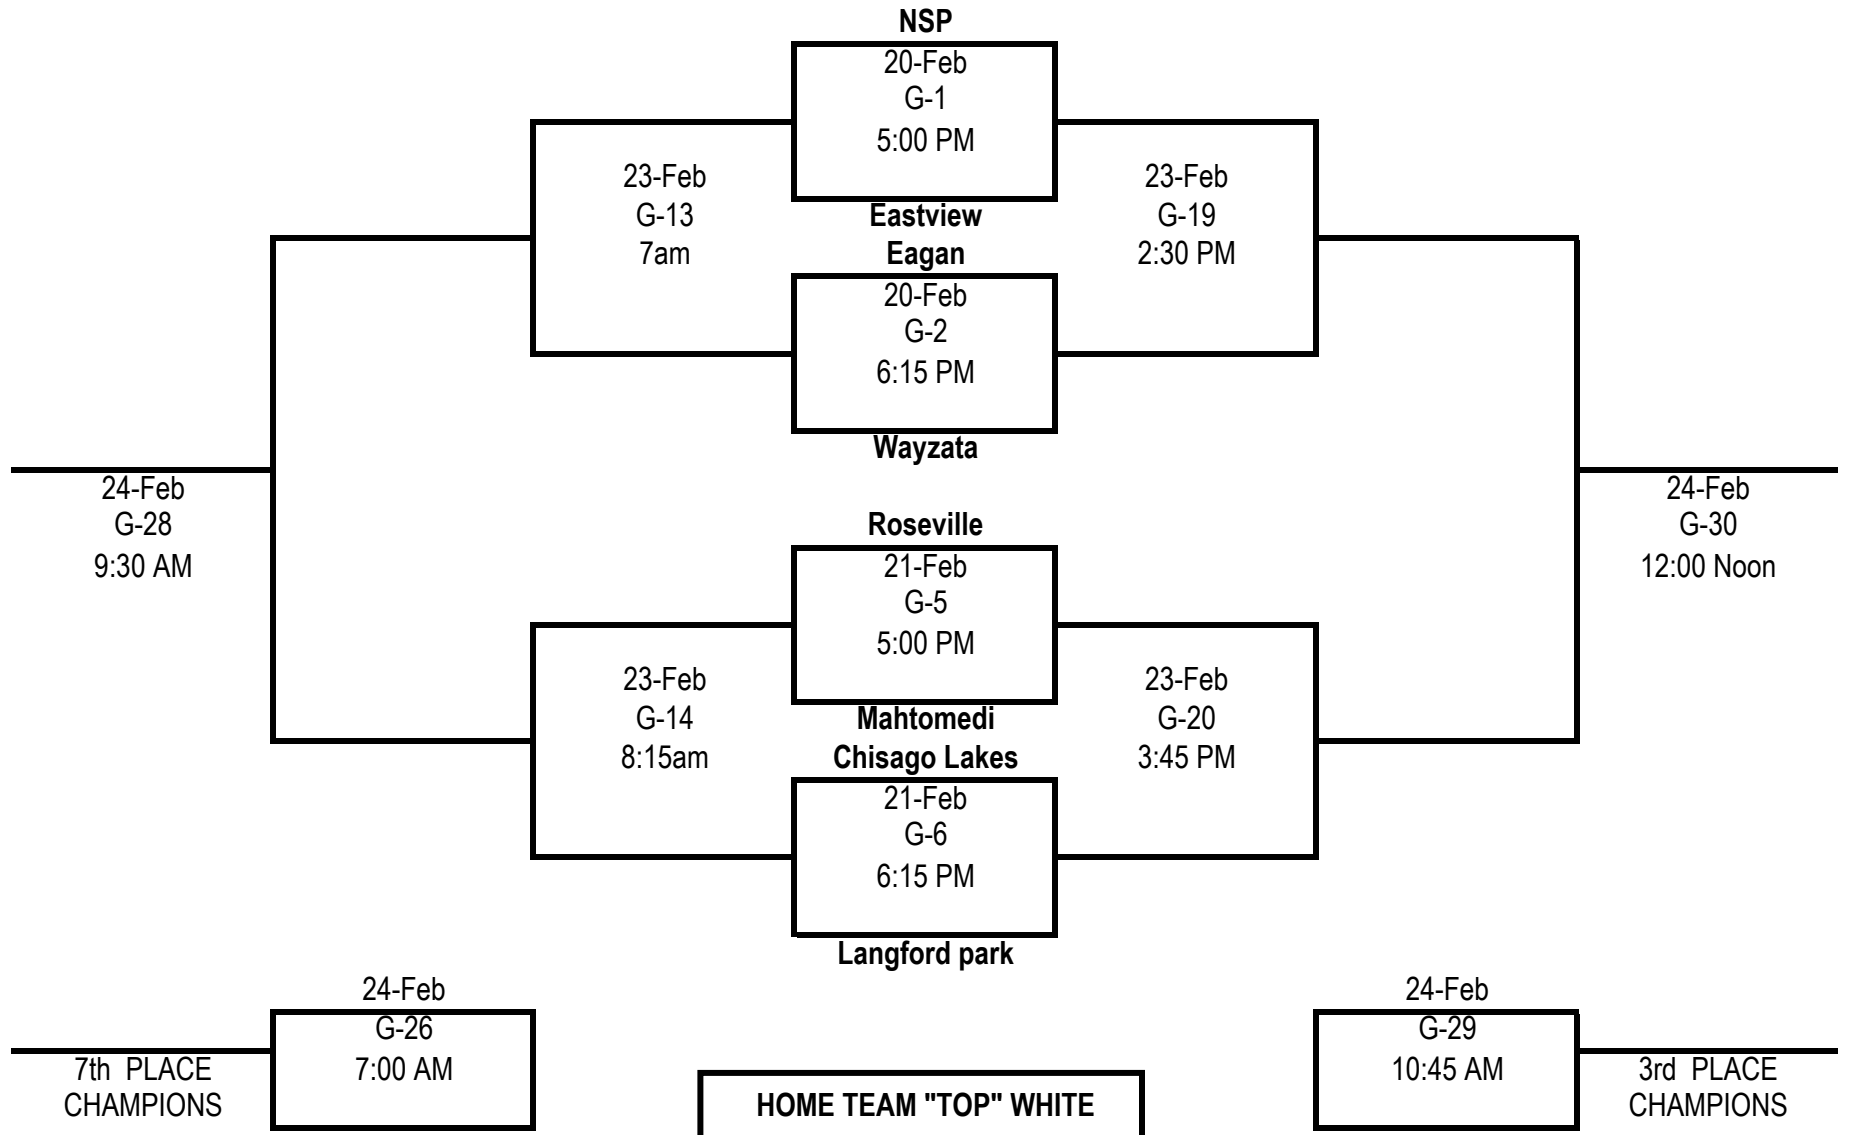 NSP
20-Feb
G-1
5:00 PM
23-Feb
G-13
7am
23-Feb
G-19
2:30 PM
Eastview
Eagan
20-Feb
G-2
6:15 PM
Wayzata
24-Feb
G-28
9:30 AM
24-Feb
G-30
12:00 Noon
Roseville
21-Feb
G-5
5:00 PM
23-Feb
G-14
8:15am
23-Feb
G-20
3:45 PM
Mahtomedi
Chisago Lakes
21-Feb
G-6
6:15 PM
Langford park
24-Feb
G-26
7:00 AM
7th PLACE
CHAMPIONS
24-Feb
G-29
10:45 AM
3rd PLACE
CHAMPIONS
HOME TEAM "TOP" WHITE